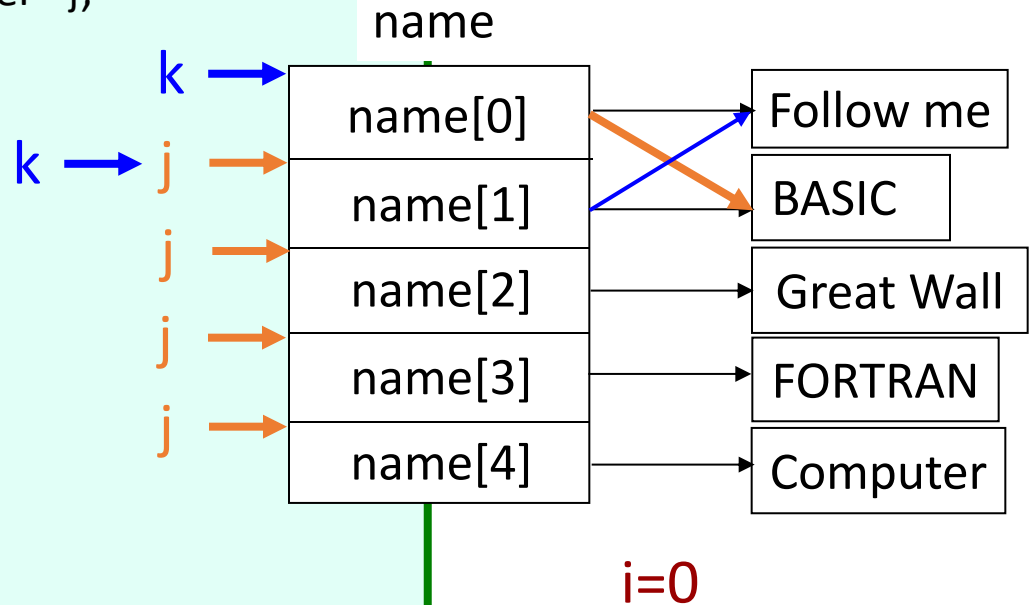 name
k
name[0] Follow me
k j
name[1] BASIC
j
name[2] Great Wall
j
name[3] FORTRAN
j
name[4] Computer
i=0